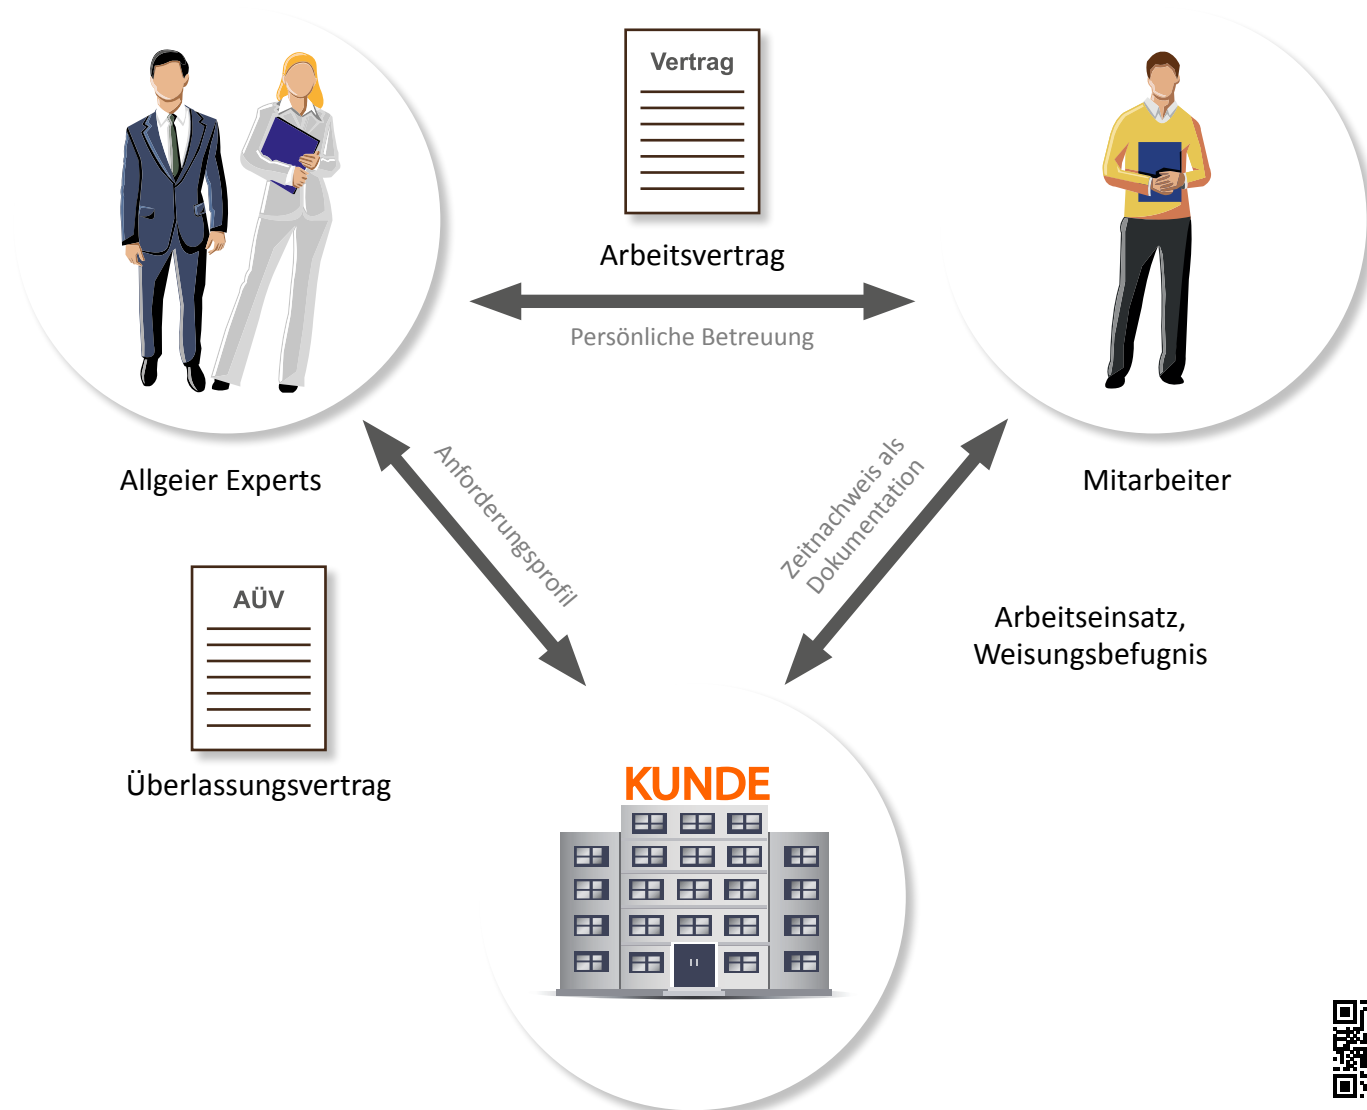 Vertrag
Arbeitsvertrag
Persönliche Betreuung
Allgeier Experts
Mitarbeiter
Anforderungsprofil
Zeitnachweis als
Dokumentation
AÜV
Überlassungsvertrag
Arbeitseinsatz,
Weisungsbefugnis
KUNDE